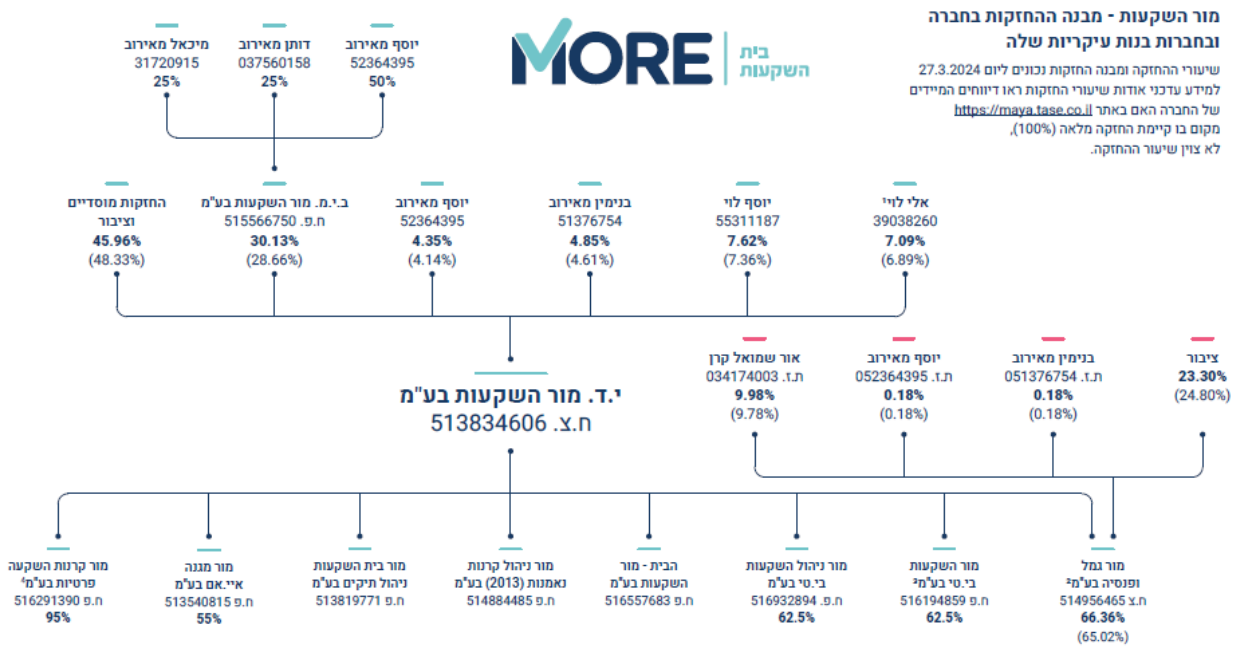 מור השקעות - מבנה ההחזקות בחברה
ובחברות בנות עיקריות שלה
שיעורי ההחזקה ומבנה החזקות נכונים ליום 27.3.2024
למידע עדכני אודות שיעורי החזקות ראו דיווחים המיידים
של החברה האם באתר https://maya.tase.co.il
מקום בו קיימת החזקה מלאה (100%),
לא צוין שיעור ההחזקה.
MORE
בית
השקעות
יוסף מאירוב
52364395
50%
דותן מאירוב
037560158
25%
מיכאל מאירוב
31720915
25%
אלי לוי¹
39038260
7.09%
(6.89%)
יוסף לוי
55311187
7.62%
(7.36%)
בנימין מאירוב
51376754
4.85%
(4.61%)
יוסף מאירוב
52364395
4.35%
(4.14%)
ב.י.מ. מור השקעות בע"מ
ח.פ. 515566750
30.13%
(28.66%)
החזקות מוסדיים
וציבור
45.96%
(48.33%)
ציבור
23.30%
(24.80%)
בנימין מאירוב
ת.ז. 051376754
0.18%
(0.18%)
יוסף מאירוב
ת.ז. 052364395
0.18%
(0.18%)
אור שמואל קרן
ת.ז. 034174003
9.98%
(9.78%)
י.ד. מור השקעות בע"מ
ח.צ. 513834606
מור גמל
ופנסיה בע"מ²
ח.צ 514956465
66.36%
(65.02%)
מור השקעות
בי.טי בע"מ²
ח.פ 516194859
62.5%
מור ניהול השקעות
בי.טי בע"מ
ח.פ. 516932894
62.5%
הבית - מור
השקעות בע"מ
ח.פ 516557683
מור ניהול קרנות
נאמנות (2013) בע"מ
ח.פ 514884485
מור בית השקעות
ניהול תיקים בע"מ
ח.פ 513819771
מור מגנה
איי.אם בע"מ
ח.פ 513540815
55%
מור קרנות השקעה
פרטיות בע"מ⁴
ח.פ 516291390
95%